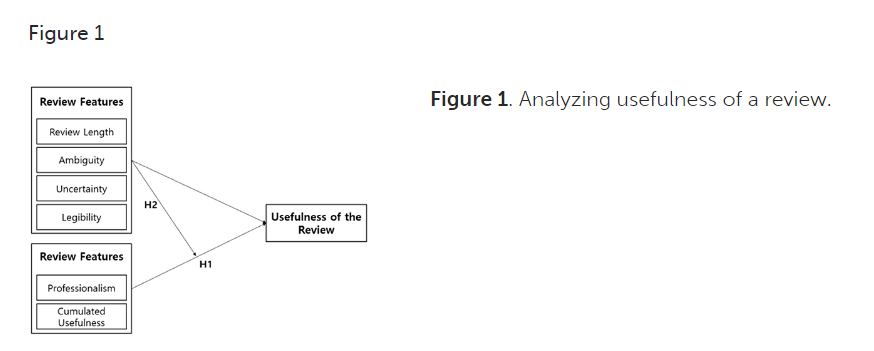 Figure 1
Review Features
Review Length
Ambiguity
Uncertainty
Legibility
H2
Review Features
Professionalism
Cumulated
Usefulness
H1
Usefulness of the
Review
Figure 1. Analyzing usefulness of a review.